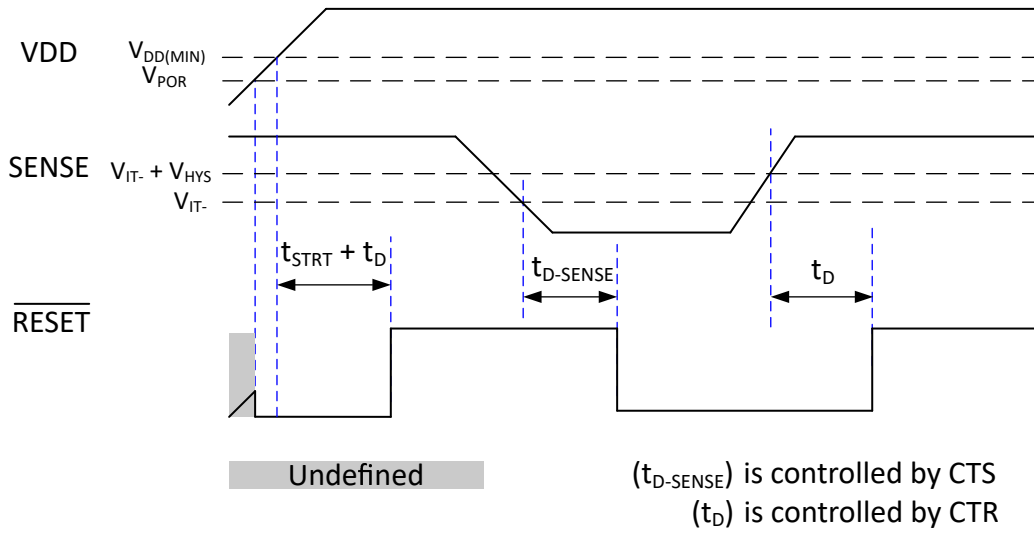 VDD
V_DD(MIN)
V_POR
SENSE
V_IT- + V_HYS
V_IT-
t_STRT + t_D
t_D-SENSE
t_D
RESET
Undefined
(t_D-SENSE) is controlled by CTS
(t_D) is controlled by CTR